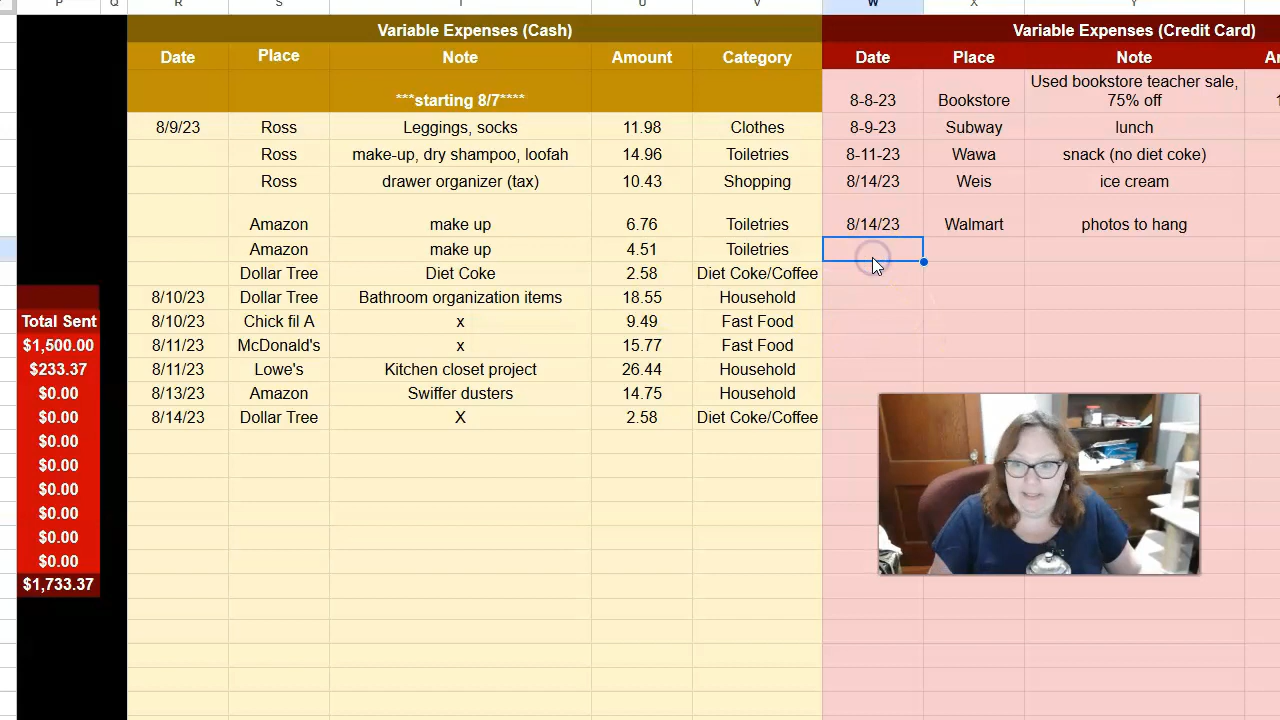 P Q R S T U V W X Y
Variable Expenses (Cash) Variable Expenses (Credit Card)
Date Place Note Amount Category Date Place Note
***starting 8/7**** 8-8-23 Bookstore Used bookstore teacher sale,
75% off
8/9/23 Ross Leggings, socks 11.98 Clothes 8-9-23 Subway lunch
Ross make-up, dry shampoo, loofah 14.96 Toiletries 8-11-23 Wawa snack (no diet coke)
Ross drawer organizer (tax) 10.43 Shopping 8/14/23 Weis ice cream
Amazon make up 6.76 Toiletries 8/14/23 Walmart photos to hang
Amazon make up 4.51 Toiletries
Dollar Tree Diet Coke 2.58 Diet Coke/Coffee
8/10/23 Dollar Tree Bathroom organization items 18.55 Household
Total Sent 8/10/23 Chick fil A x 9.49 Fast Food
$1,500.00 8/11/23 McDonald's x 15.77 Fast Food
$233.37 8/11/23 Lowe's Kitchen closet project 26.44 Household
$0.00 8/13/23 Amazon Swiffer dusters 14.75 Household
$0.00 8/14/23 Dollar Tree X 2.58 Diet Coke/Coffee
$0.00
$0.00
$0.00
$0.00
$0.00
$0.00
$1,733.37